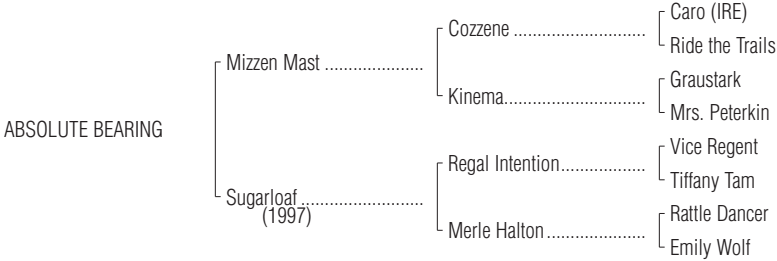 Caro (IRE)
Cozzene ......................
Ride the Trails
Mizzen Mast ......................
Graustark
Kinema......................
Mrs. Peterkin
ABSOLUTE BEARING
Vice Regent
Regal Intention......................
Tiffany Tam
Sugarloaf......................
(1997)
Rattle Dancer
Merle Halton......................
Emily Wolf